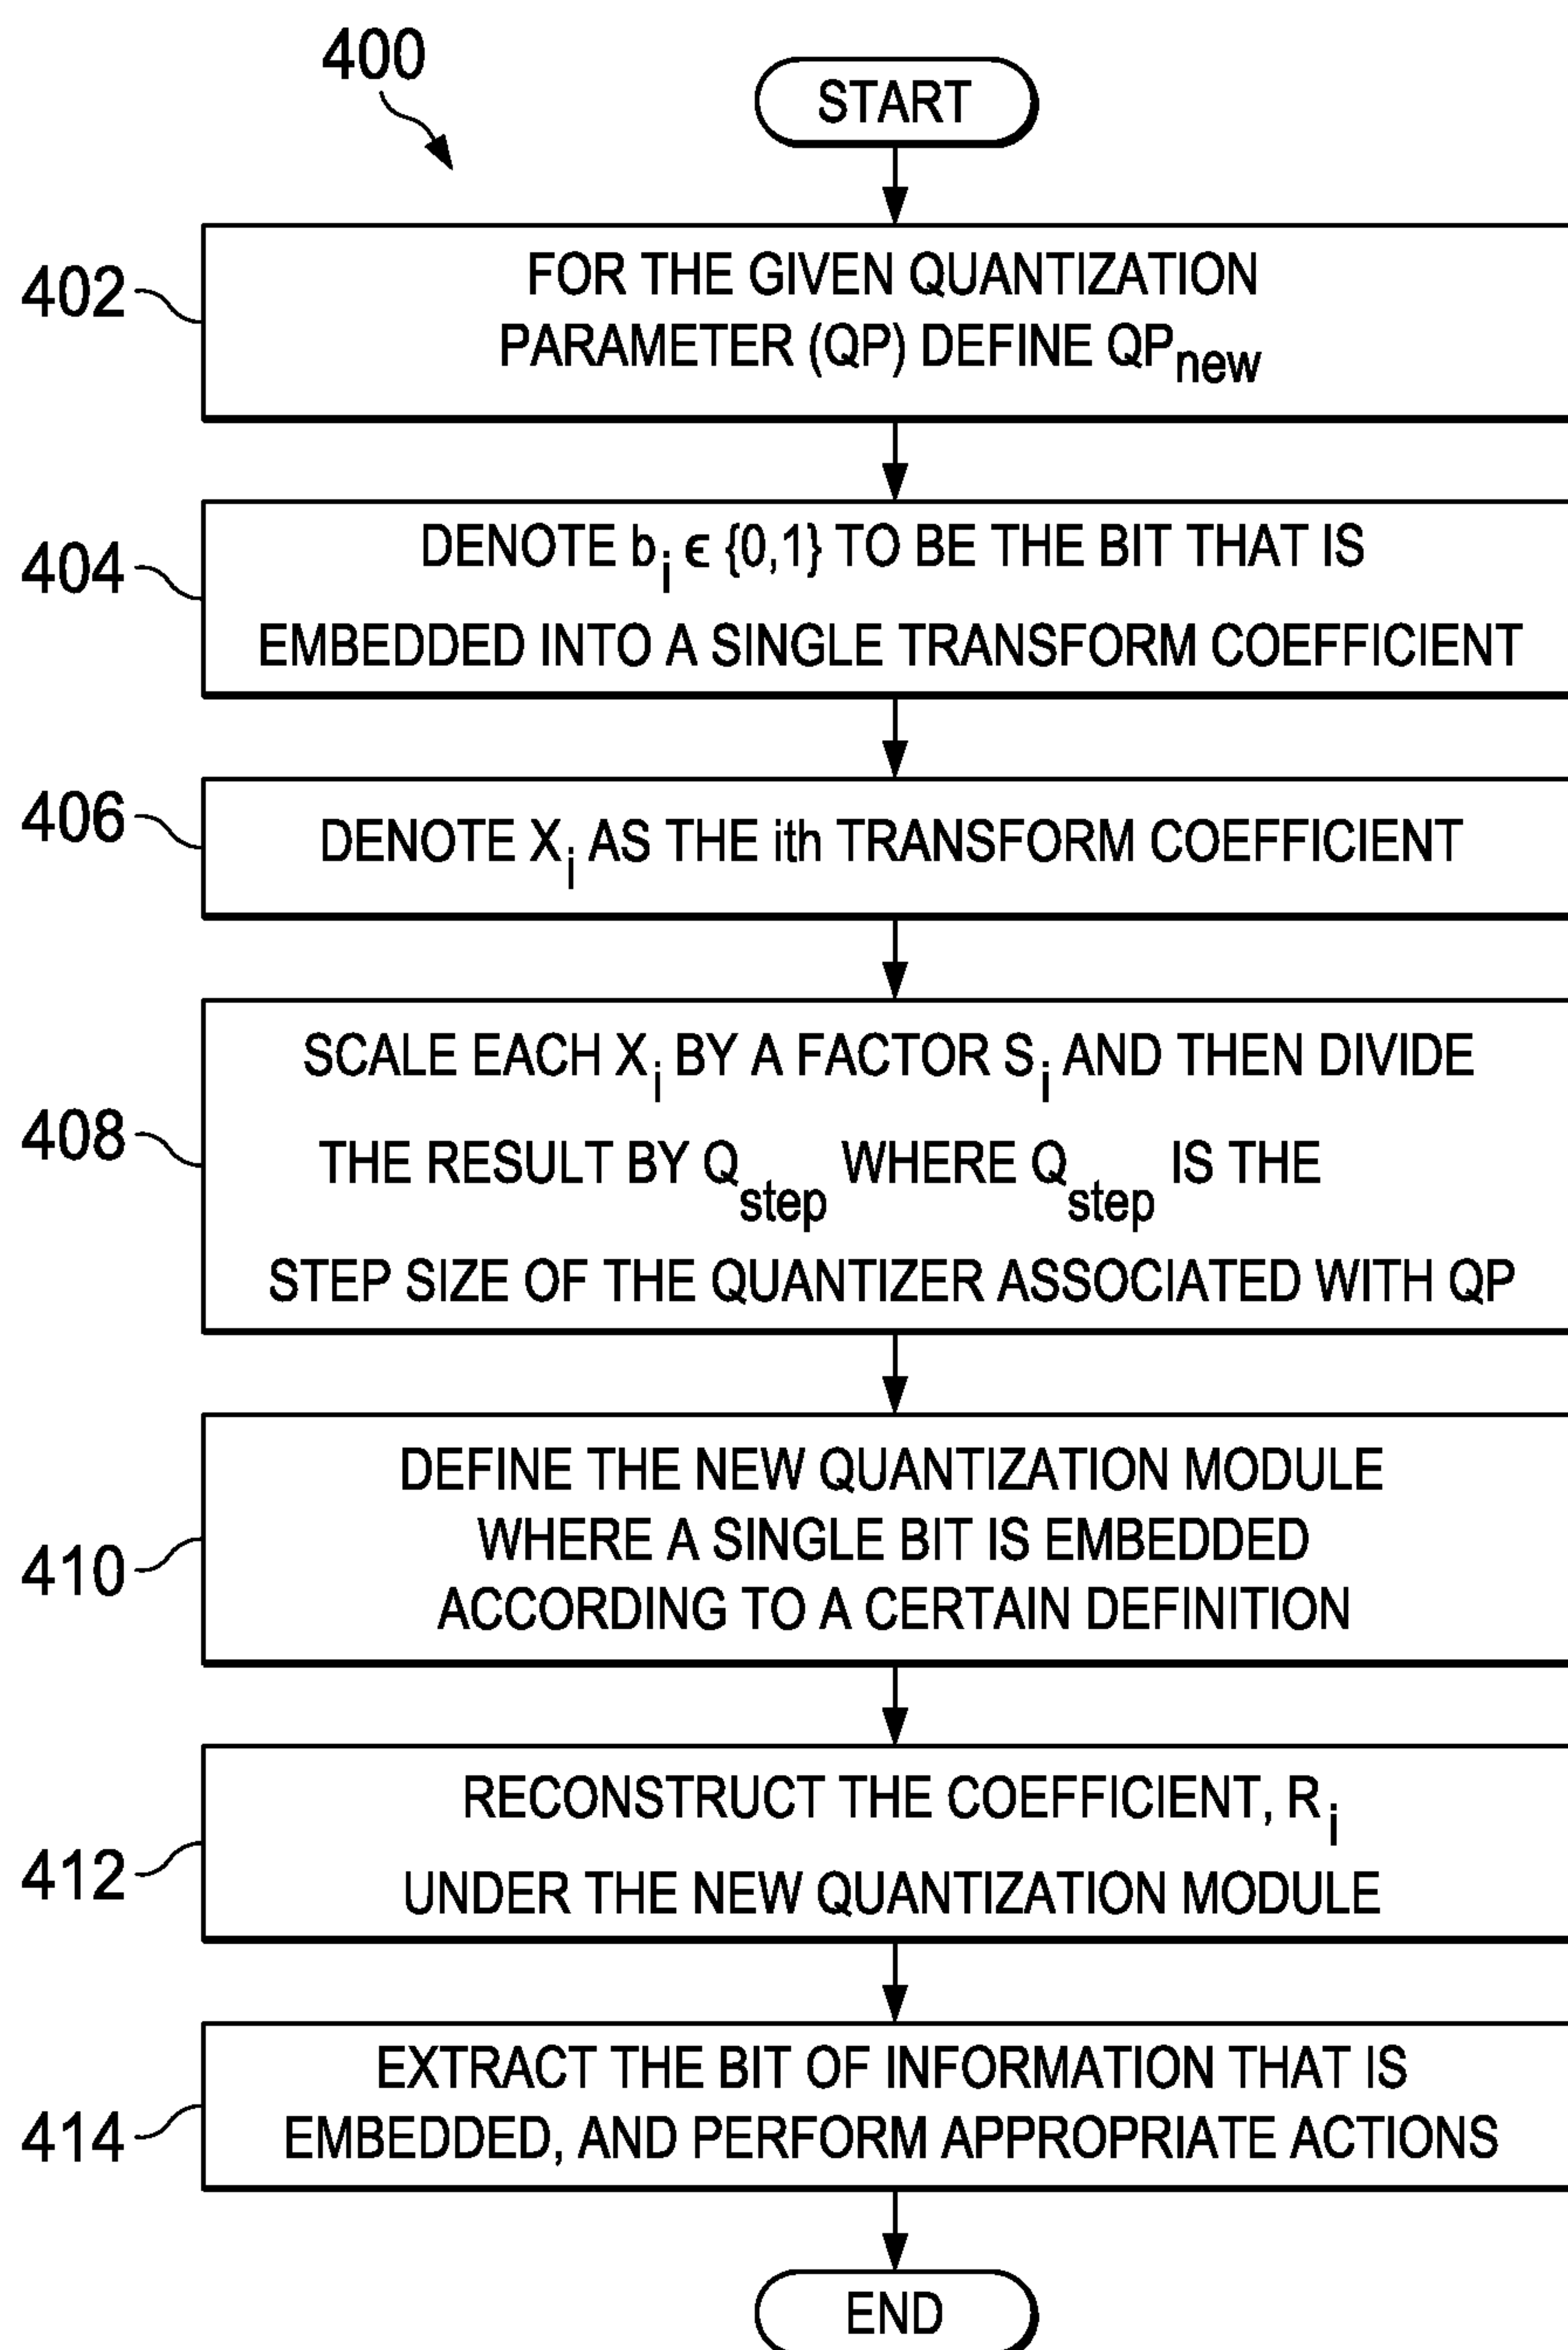 400
START
402
FOR THE GIVEN QUANTIZATION
PARAMETER (QP) DEFINE QPnew
404
DENOTE bi ϵ {0,1} TO BE THE BIT THAT IS
EMBEDDED INTO A SINGLE TRANSFORM COEFFICIENT
406
DENOTE Xi AS THE ith TRANSFORM COEFFICIENT
408
SCALE EACH Xi BY A FACTOR Si AND THEN DIVIDE
THE RESULT BY Qstep WHERE Qstep IS THE
STEP SIZE OF THE QUANTIZER ASSOCIATED WITH QP
410
DEFINE THE NEW QUANTIZATION MODULE
WHERE A SINGLE BIT IS EMBEDDED
ACCORDING TO A CERTAIN DEFINITION
412
RECONSTRUCT THE COEFFICIENT, Ri
UNDER THE NEW QUANTIZATION MODULE
414
EXTRACT THE BIT OF INFORMATION THAT IS
EMBEDDED, AND PERFORM APPROPRIATE ACTIONS
END